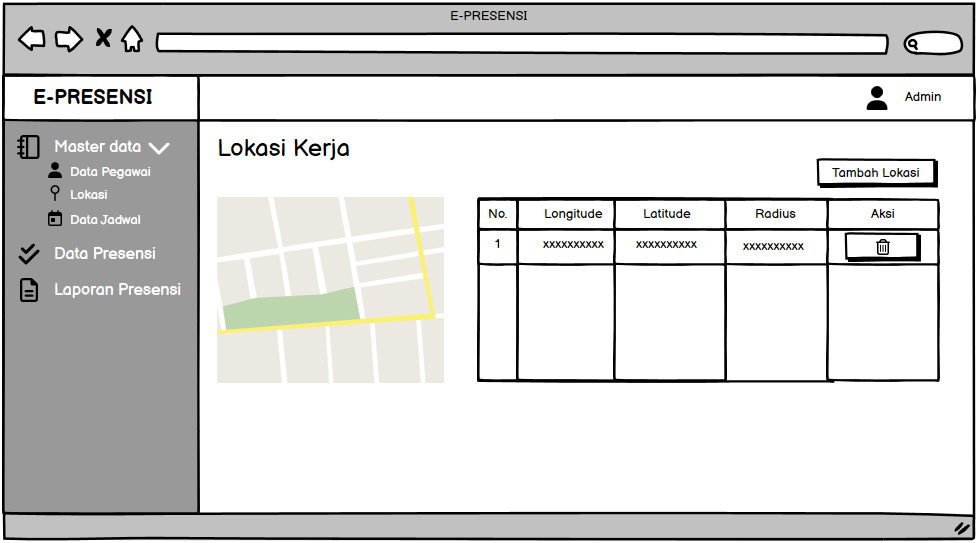 E-PRESENSI
E-PRESENSI
Admin
Master data
Data Pegawai
Lokasi
Data Jadwal
Data Presensi
Laporan Presensi
Lokasi Kerja
Tambah Lokasi
No. Longitude Latitude Radius Aksi
1 xxxxxxxxxx xxxxxxxxxx xxxxxxxxxx